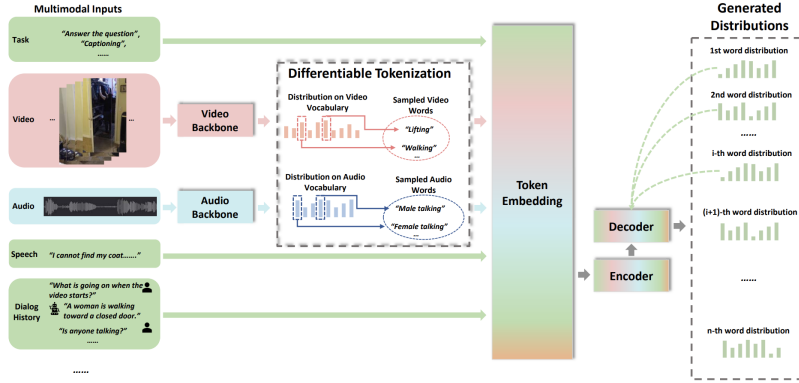 Multimodal Inputs
Task
“Answer the question”,
“Captioning”,
......
Video
...
...
Video
Backbone
Audio
Audio
Backbone
Speech
“I cannot find my coat......”
Dialog
History
“What is going on when the
video starts?”
“A woman is walking
toward a closed door.”
“Is anyone talking?”
......
......
Differentiable Tokenization
Distribution on Video
Vocabulary
Sampled Video
Words
“Lifting”
“Walking”
...
Distribution on Audio
Vocabulary
Sampled Audio
Words
“Male talking”
“Female talking”
...
Token
Embedding
Decoder
Encoder
Generated
Distributions
1st word distribution
2nd word distribution
......
i-th word distribution
(i+1)-th word distribution
......
n-th word distribution